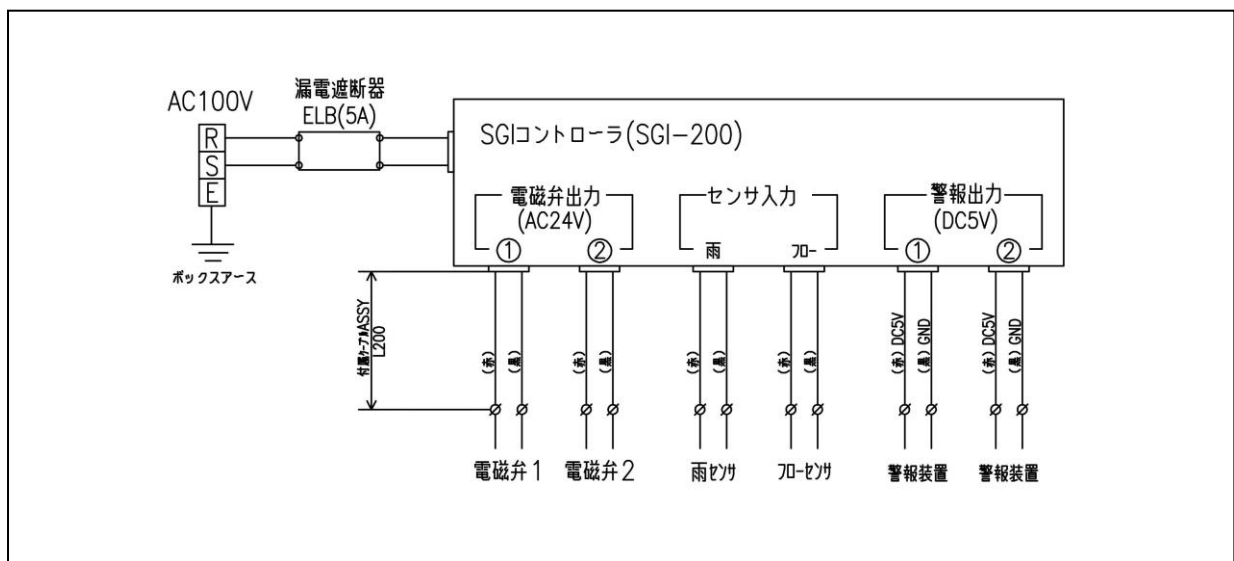 AC100V
漏電遮断器
ELB(5A)
R
S
E
ボックスアース
SGIコントローラ(SGI-200)
電磁弁出力
(AC24V)
① ②
センサ入力
雨 フロー
警報出力
(DC5V)
① ②
付属ケーブルASSY
L200
(赤) (黒) (赤) (黒) (赤) (黒) (赤) (黒) (赤) DC5V (黒) GND (赤) DC5V (黒) GND
電磁弁1 電磁弁2 雨センサ フローセンサ 警報装置 警報装置